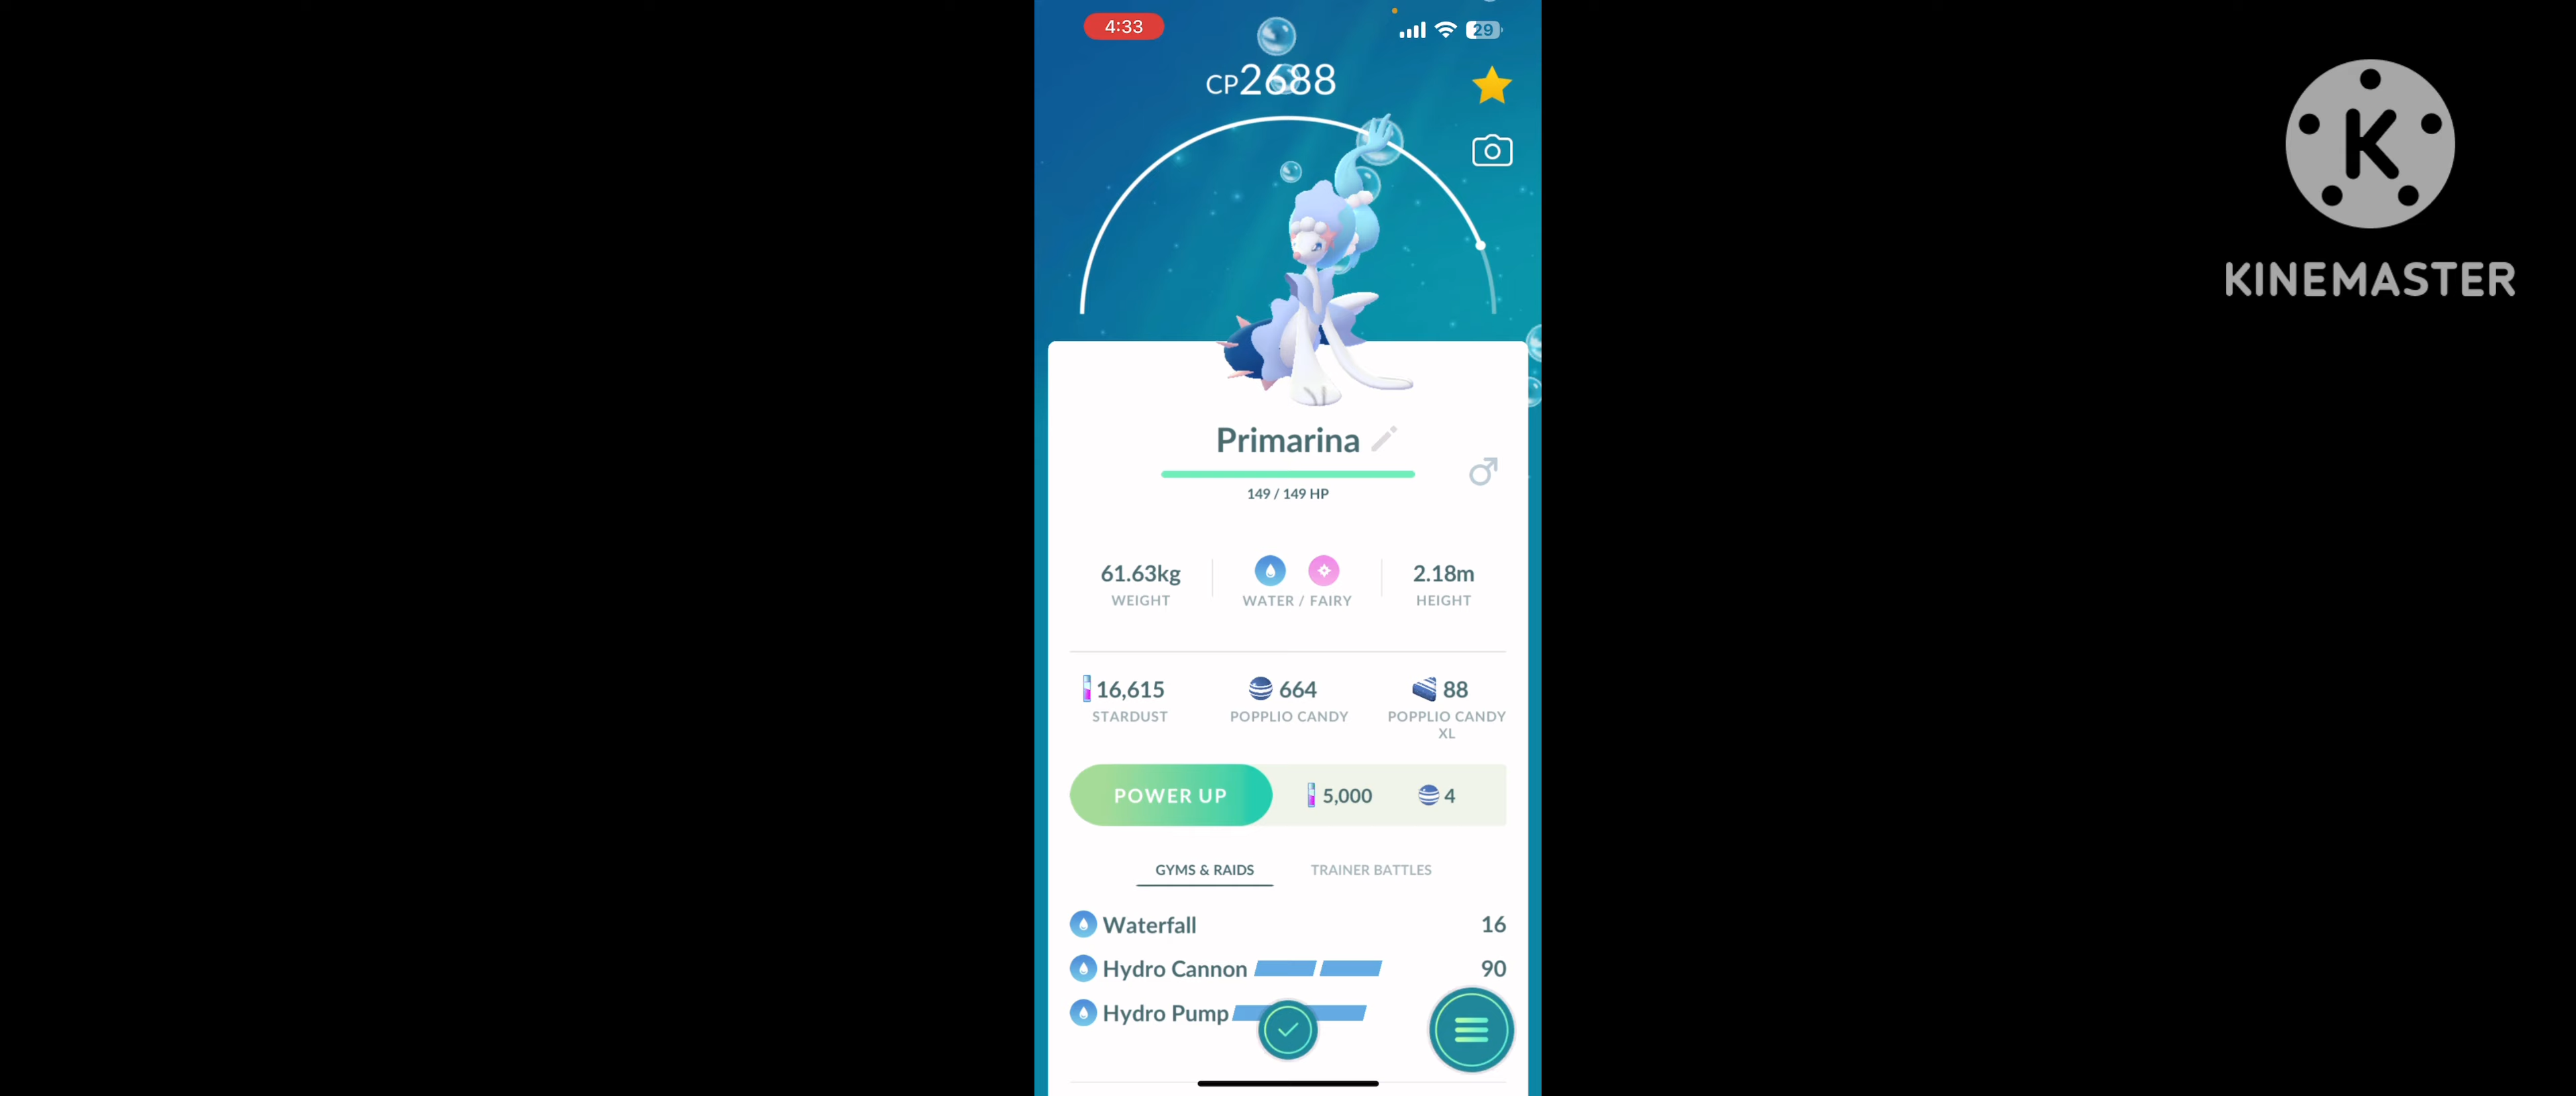 4:33
29
CP2688
K
KINEMASTER
Primarina
149 / 149 HP
61.63kg
WEIGHT
WATER / FAIRY
2.18m
HEIGHT
16,615
STARDUST
664
POPPLIO CANDY
88
POPPLIO CANDY
XL
POWER UP
5,000
4
GYMS & RAIDS
TRAINER BATTLES
Waterfall 16
Hydro Cannon 90
Hydro Pump